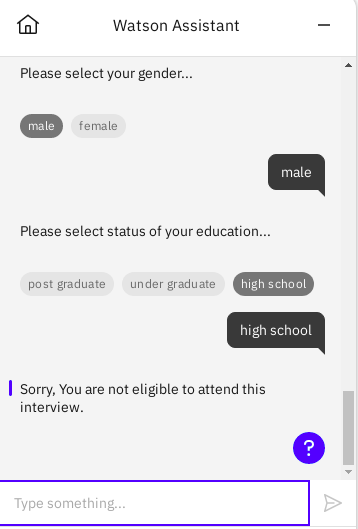 Watson Assistant
Please select your gender...
male female
male
Please select status of your education...
post graduate under graduate high school
high school
Sorry, You are not eligible to attend this
interview.
?
Type something...